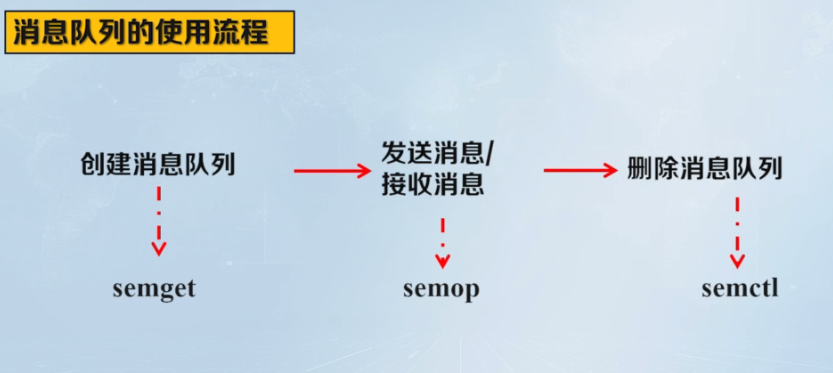 消息队列的使用流程
创建消息队列
发送消息/
接收消息
删除消息队列
semget
semop
semctl